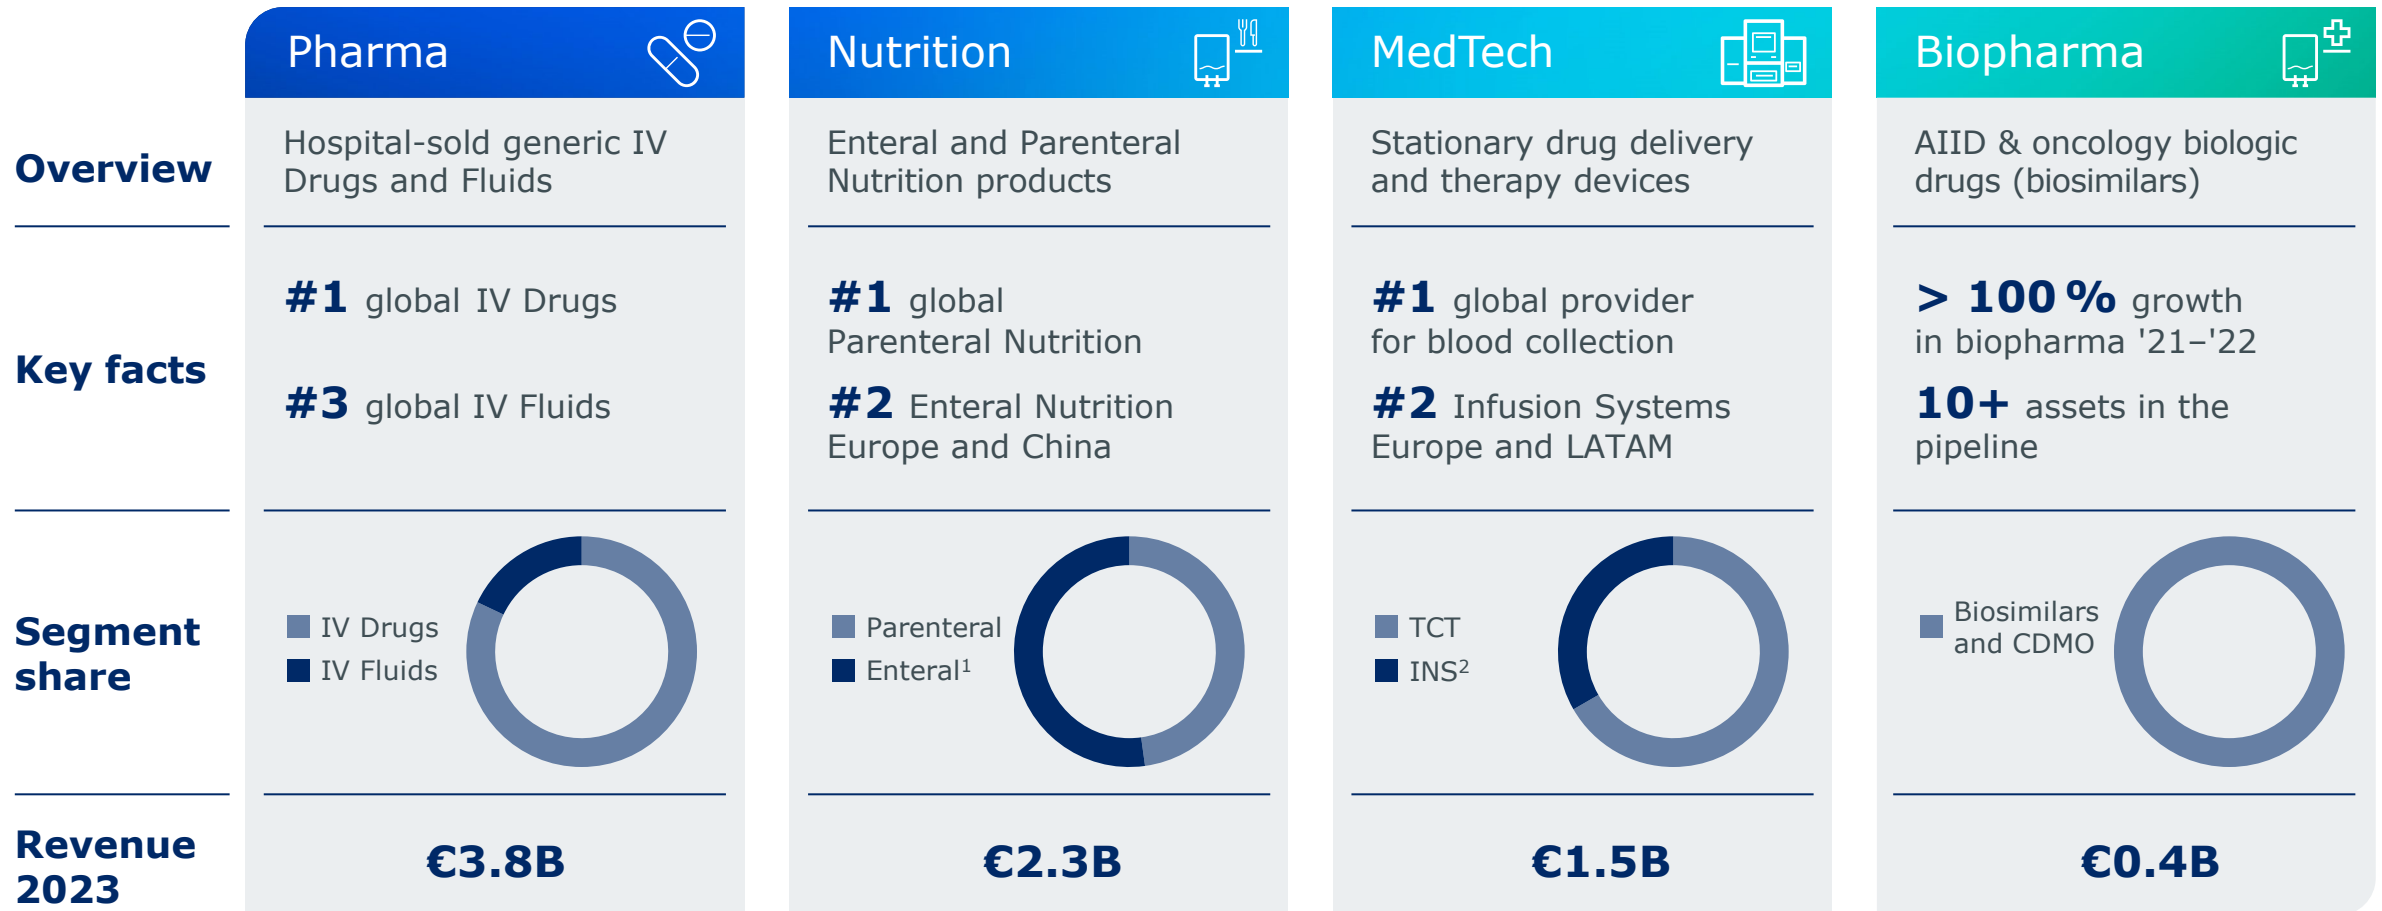 Pharma
Nutrition
MedTech
Biopharma
Overview
Hospital-sold generic IV
Drugs and Fluids
Enteral and Parenteral
Nutrition products
Stationary drug delivery
and therapy devices
AIID & oncology biologic
drugs (biosimilars)
Key facts
#1 global IV Drugs
#3 global IV Fluids
#1 global
Parenteral Nutrition
#2 Enteral Nutrition
Europe and China
#1 global provider
for blood collection
#2 Infusion Systems
Europe and LATAM
> 100 % growth
in biopharma '21–'22
10+ assets in the
pipeline
Segment
share
IV Drugs
IV Fluids
Parenteral
Enteral¹
TCT
INS²
Biosimilars
and CDMO
Revenue
2023
€3.8B
€2.3B
€1.5B
€0.4B